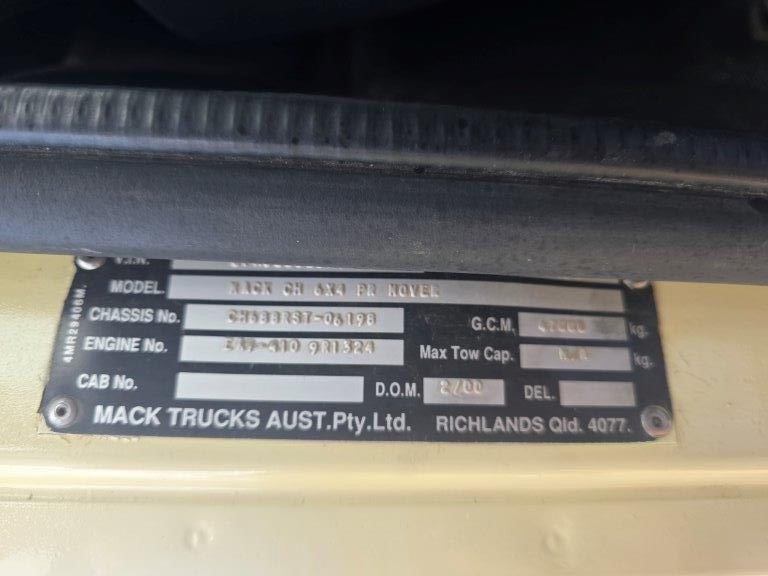 V.I.N.
MODEL. MACK CH 6X4 PR MOVER
CHASSIS No. CH688RST-06198 G.C.M. kg.
ENGINE No. 9R1324 Max Tow Cap. N/A kg.
CAB No. D.O.M. 2/00 DEL.
MACK TRUCKS AUST.Pty.Ltd. RICHLANDS Qld. 4077.
4MR29406M.